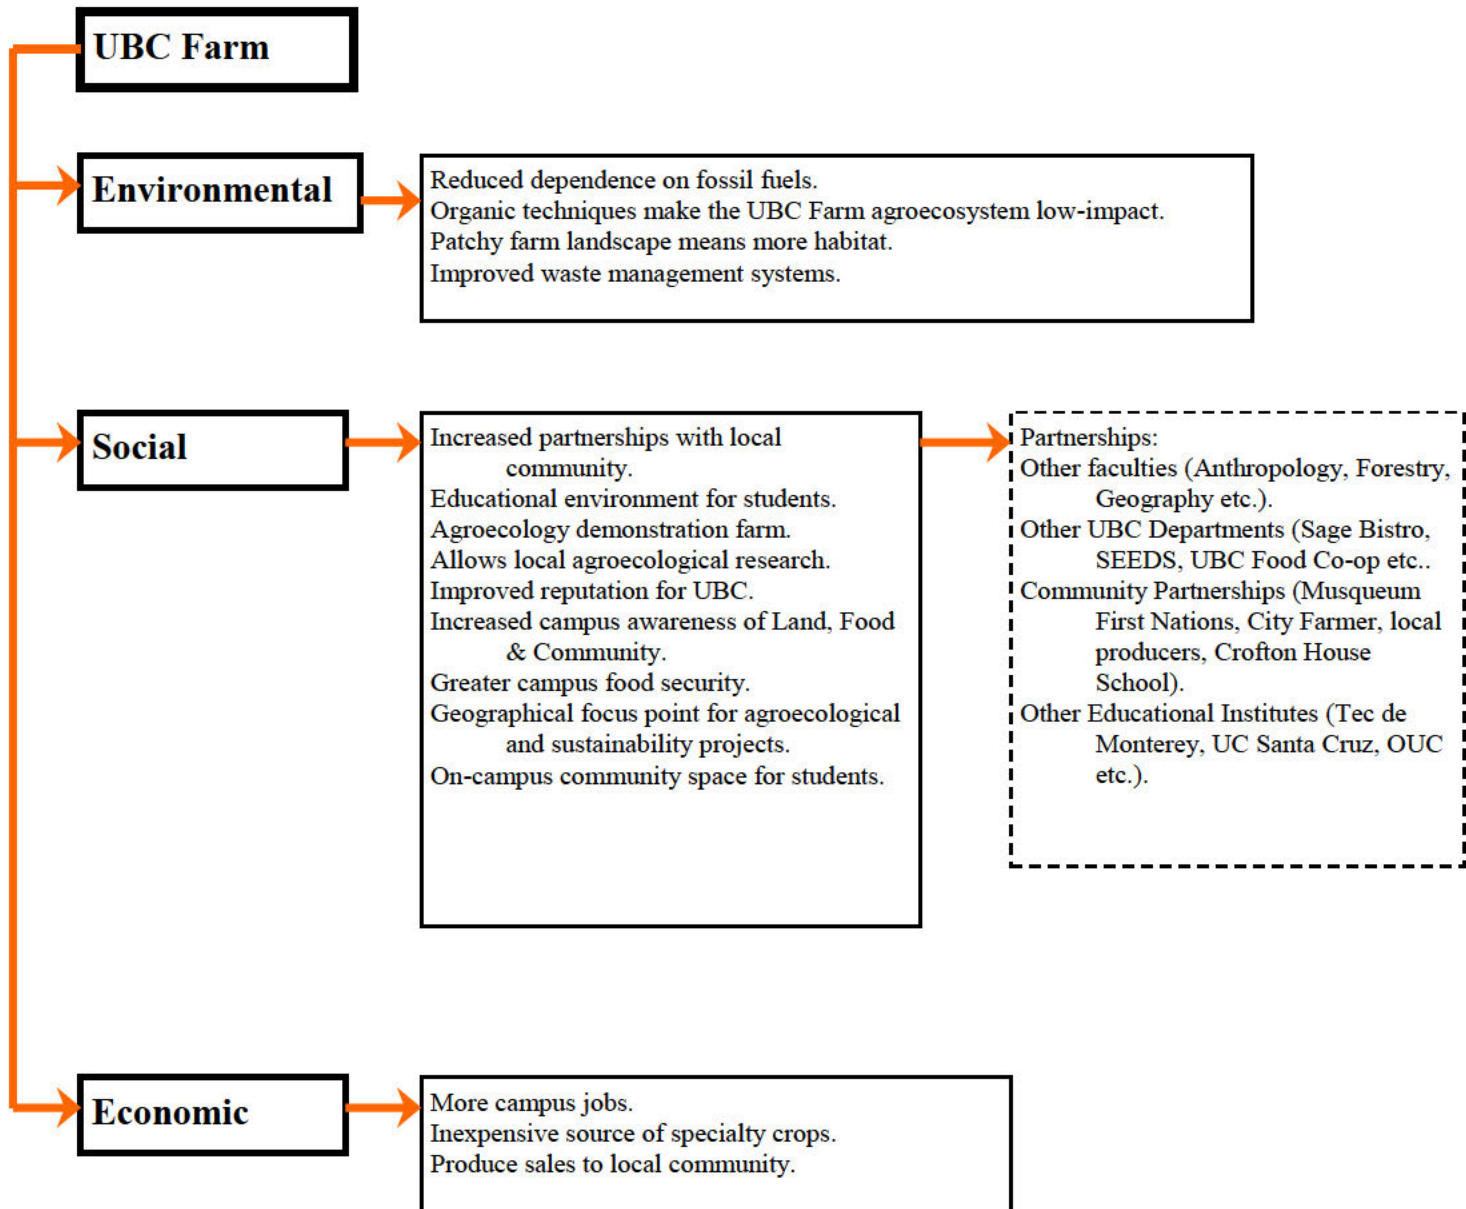 UBC Farm
Environmental
Reduced dependence on fossil fuels.
Organic techniques make the UBC Farm agroecosystem low-impact.
Patchy farm landscape means more habitat.
Improved waste management systems.
Social
Increased partnerships with local
community.
Educational environment for students.
Agroecology demonstration farm.
Allows local agroecological research.
Improved reputation for UBC.
Increased campus awareness of Land, Food
& Community.
Greater campus food security.
Geographical focus point for agroecological
and sustainability projects.
On-campus community space for students.
Partnerships:
Other faculties (Anthropology, Forestry,
Geography etc.).
Other UBC Departments (Sage Bistro,
SEEDS, UBC Food Co-op etc..
Community Partnerships (Musqueum
First Nations, City Farmer, local
producers, Crofton House
School).
Other Educational Institutes (Tec de
Monterey, UC Santa Cruz, OUC
etc.).
Economic
More campus jobs.
Inexpensive source of specialty crops.
Produce sales to local community.